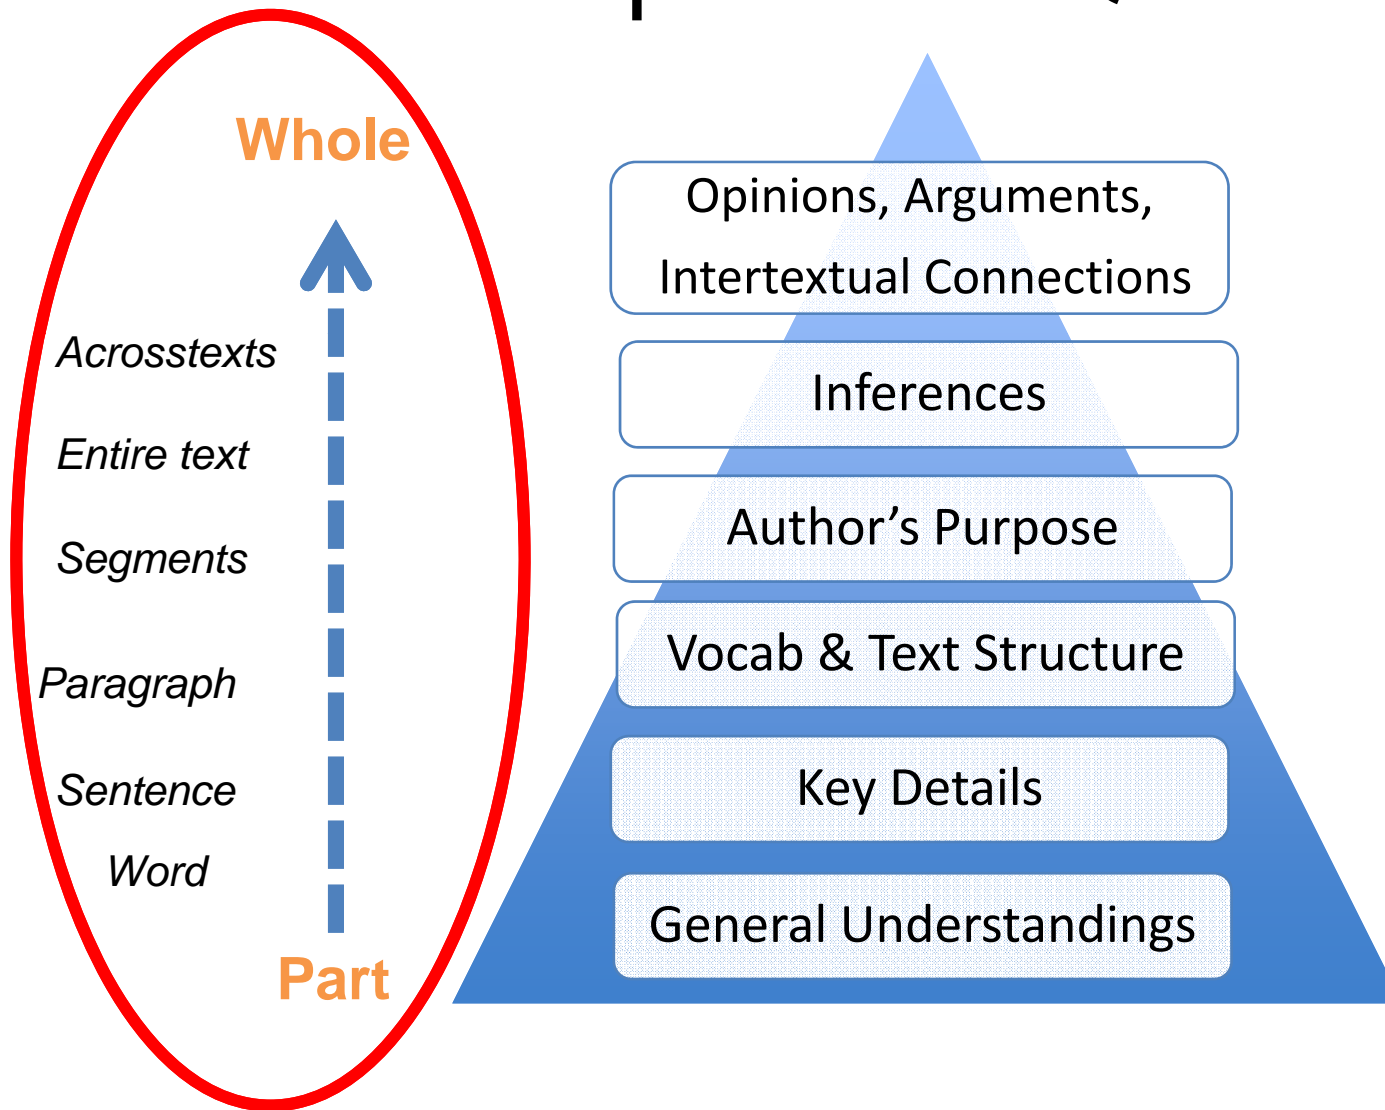 Whole
Acrosstexts
Entire text
Segments
Paragraph
Sentence
Word
Part
Opinions, Arguments,
Intertextual Connections
Inferences
Author’s Purpose
Vocab & Text Structure
Key Details
General Understandings